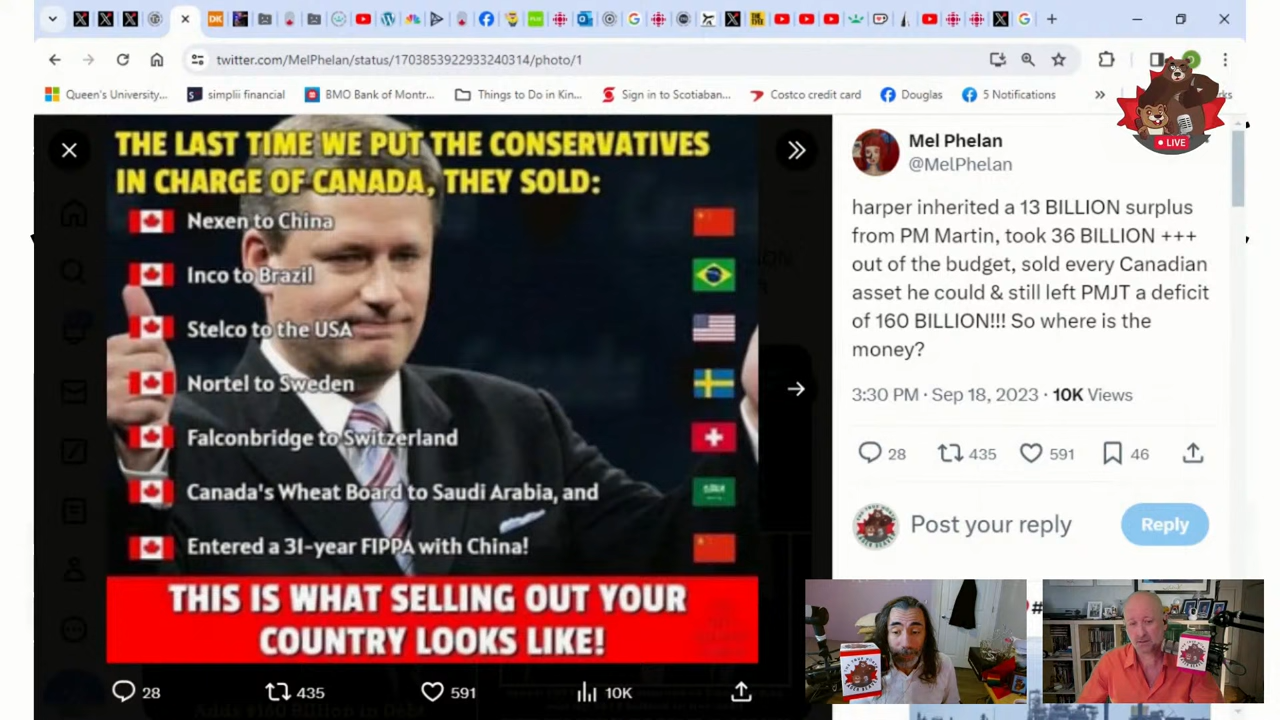 twitter.com/MelPhelan/status/1703853922933240314/photo/1
Queen's University...
simplii financial
BMO Bank of Montr...
Things to Do in Kin...
Sign in to Scotiaban...
Costco credit card
Douglas
5 Notifications
LIVE
THE LAST TIME WE PUT THE CONSERVATIVES
IN CHARGE OF CANADA, THEY SOLD:
Nexen to China
Inco to Brazil
Stelco to the USA
Nortel to Sweden
Falconbridge to Switzerland
Canada's Wheat Board to Saudi Arabia, and
Entered a 31-year FIPPA with China!
THIS IS WHAT SELLING OUT YOUR
COUNTRY LOOKS LIKE!
28
435
591
10K
Mel Phelan
@MelPhelan
harper inherited a 13 BILLION surplus
from PM Martin, took 36 BILLION +++
out of the budget, sold every Canadian
asset he could & still left PMJT a deficit
of 160 BILLION!!! So where is the
money?
3:30 PM · Sep 18, 2023 · 10K Views
28
435
591
46
Post your reply
Reply